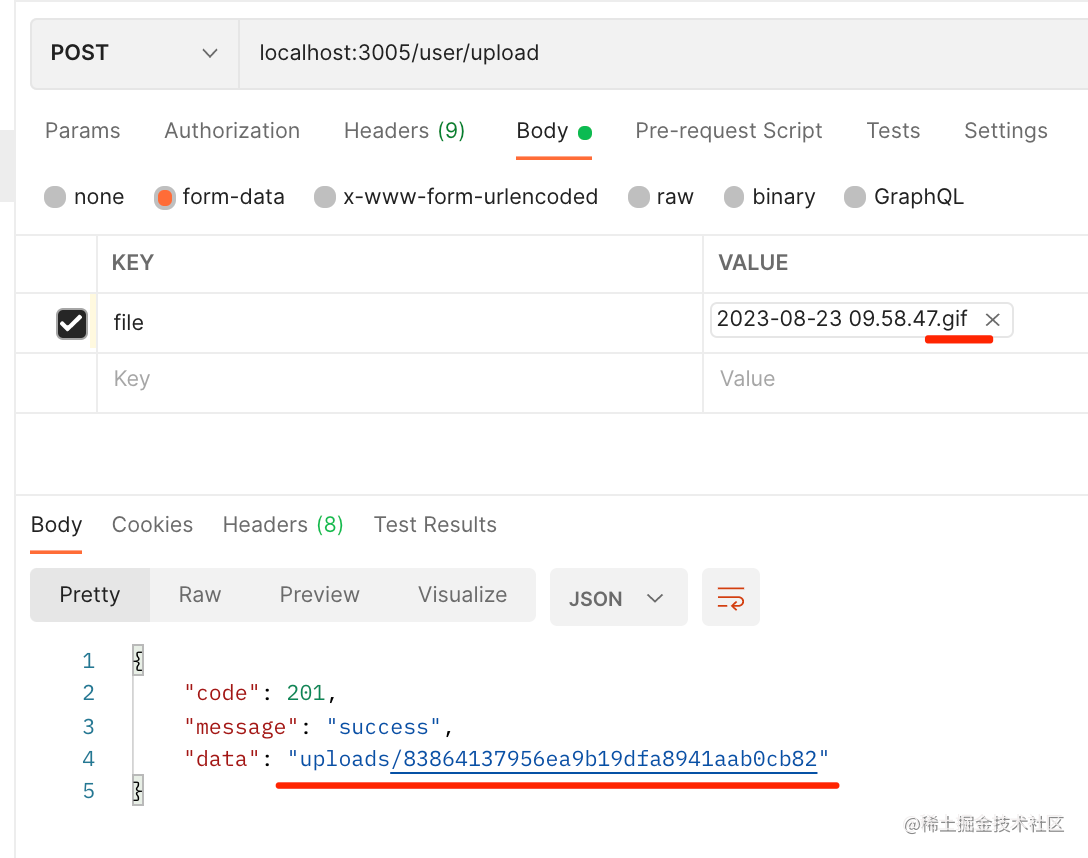 POST localhost:3005/user/upload
Params Authorization Headers (9) Body Pre-request Script Tests Settings
none form-data x-www-form-urlencoded raw binary GraphQL
KEY VALUE
file 2023-08-23 09.58.47.gif
Key Value
Body Cookies Headers (8) Test Results
Pretty Raw Preview Visualize JSON
1 {
2 "code": 201,
3 "message": "success",
4 "data": "uploads/83864137956ea9b19dfa8941aab0cb82"
5 }
@稀土掘金技术社区